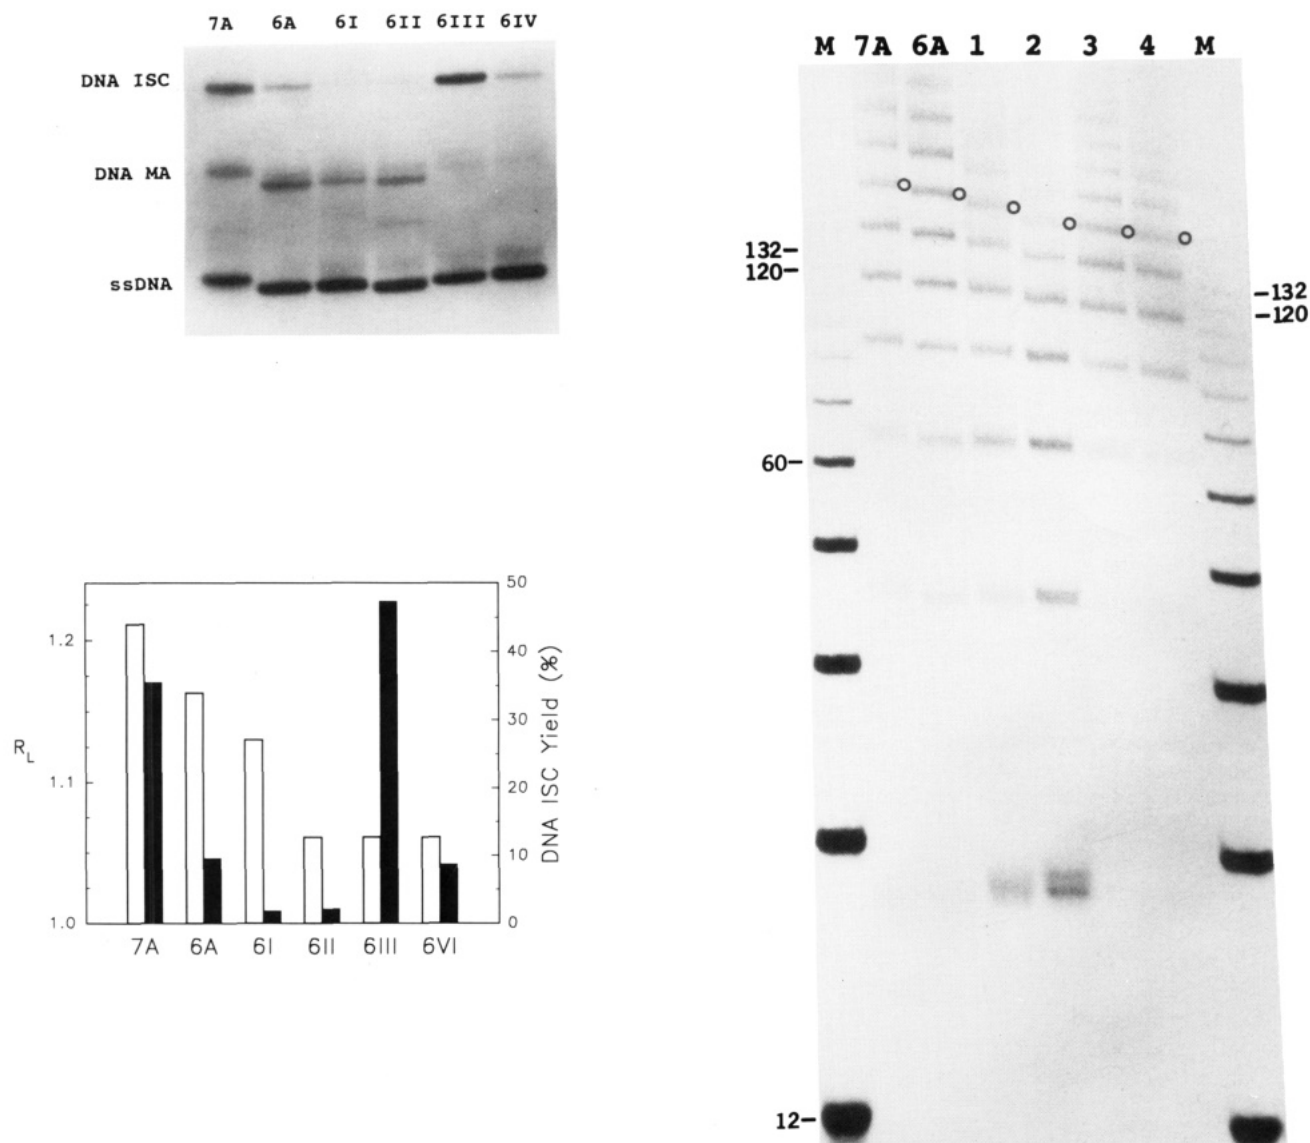 7A 6A 6I 6II 6III 6IV
DNA ISC
DNA MA
ssDNA
M 7A 6A 1 2 3 4 M
132
120
60
12
132
120
R_L
1.2
1.1
1.0
50
40
30
20
10
0
DNA ISC Yield (%)
7A 6A 6I 6II 6III 6VI